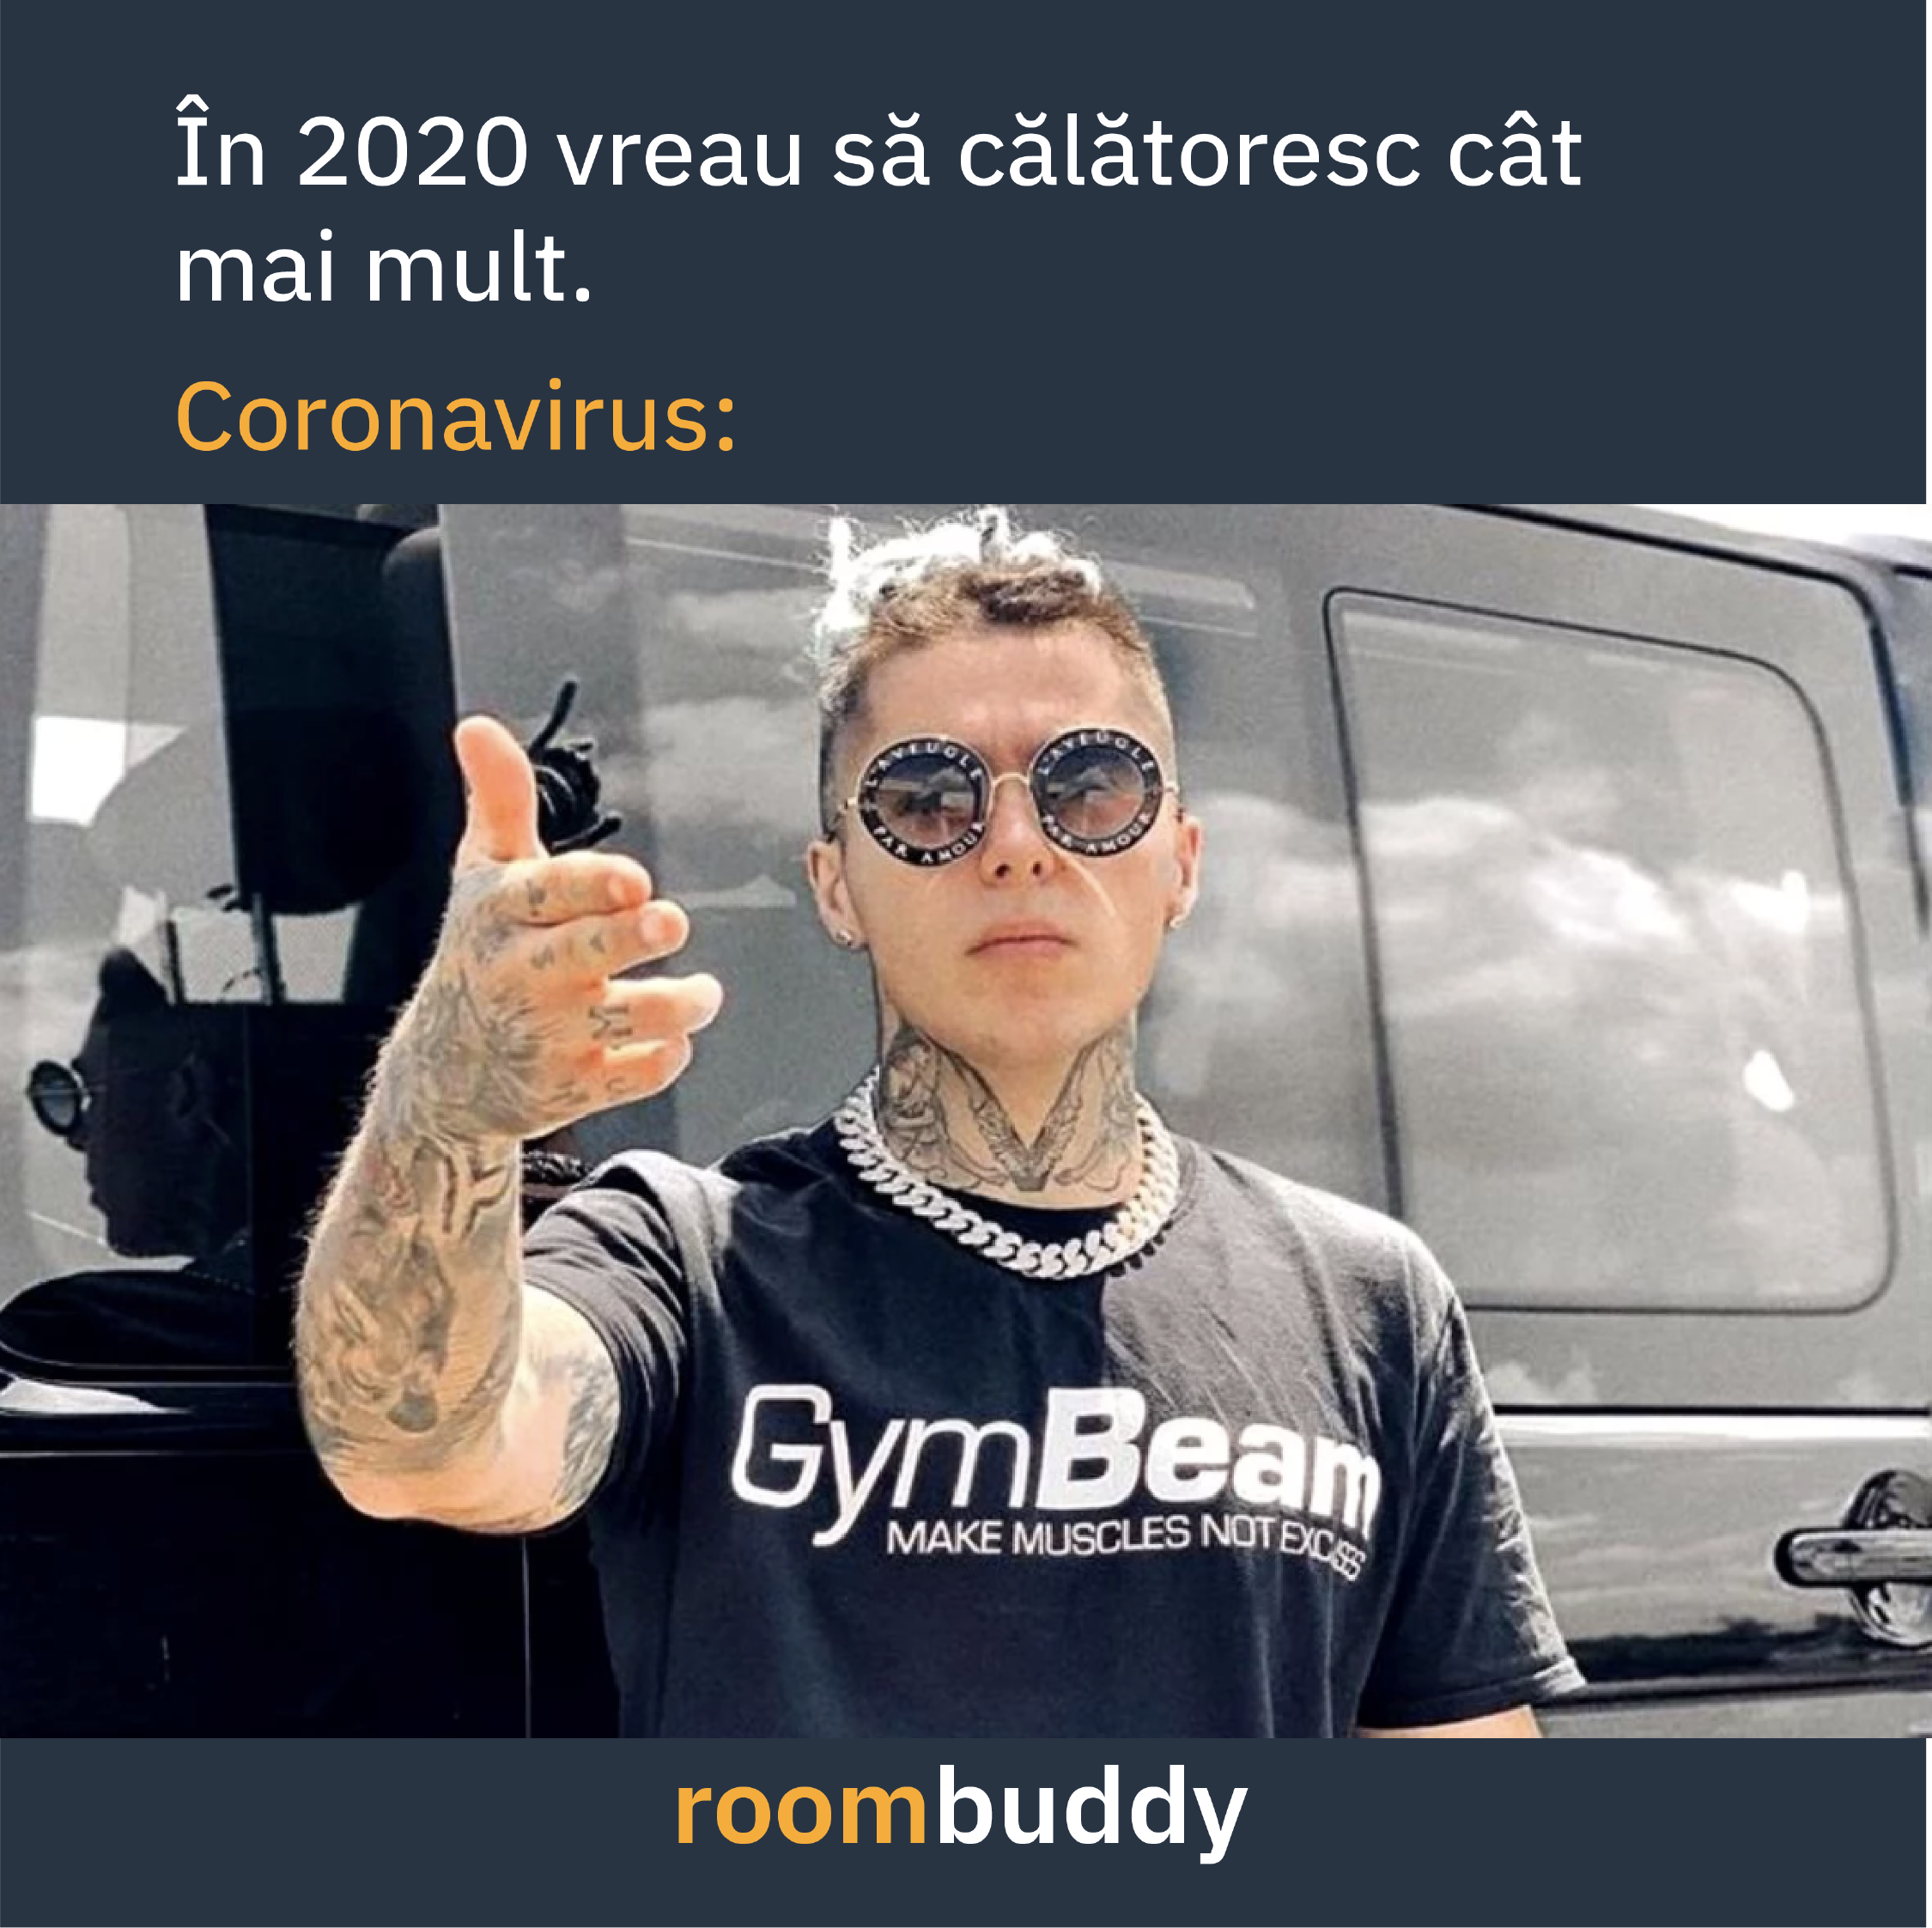 În 2020 vreau să călătoresc cât
mai mult.
Coronavirus:
L'AVEUGLE
PAR AMOUR
L'AVEUGLE
PAR AMOUR
GymBeam
MAKE MUSCLES NOT EXCUSES
roombuddy